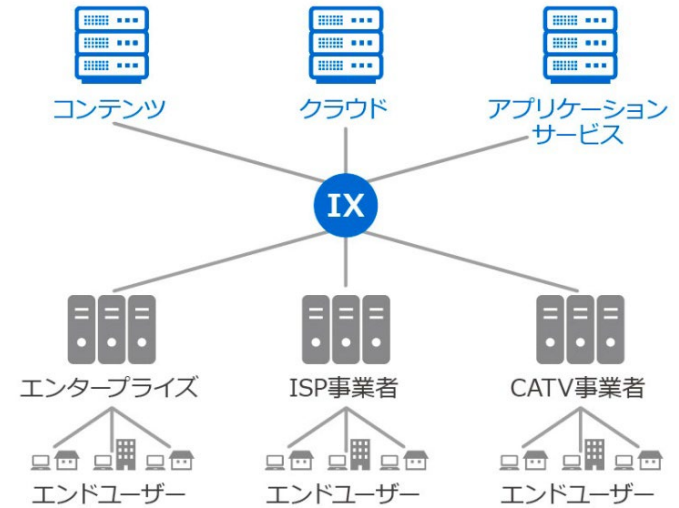 コンテンツ
クラウド
アプリケーション
サービス
IX
エンタープライズ
ISP事業者
CATV事業者
エンドユーザー
エンドユーザー
エンドユーザー